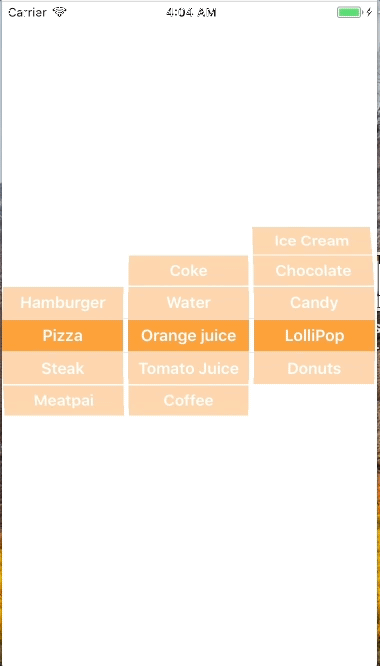 Carrier 4:04 AM
Ice Cream
Coke Chocolate
Hamburger Water Candy
Pizza Orange juice LolliPop
Steak Tomato Juice Donuts
Meatpai Coffee